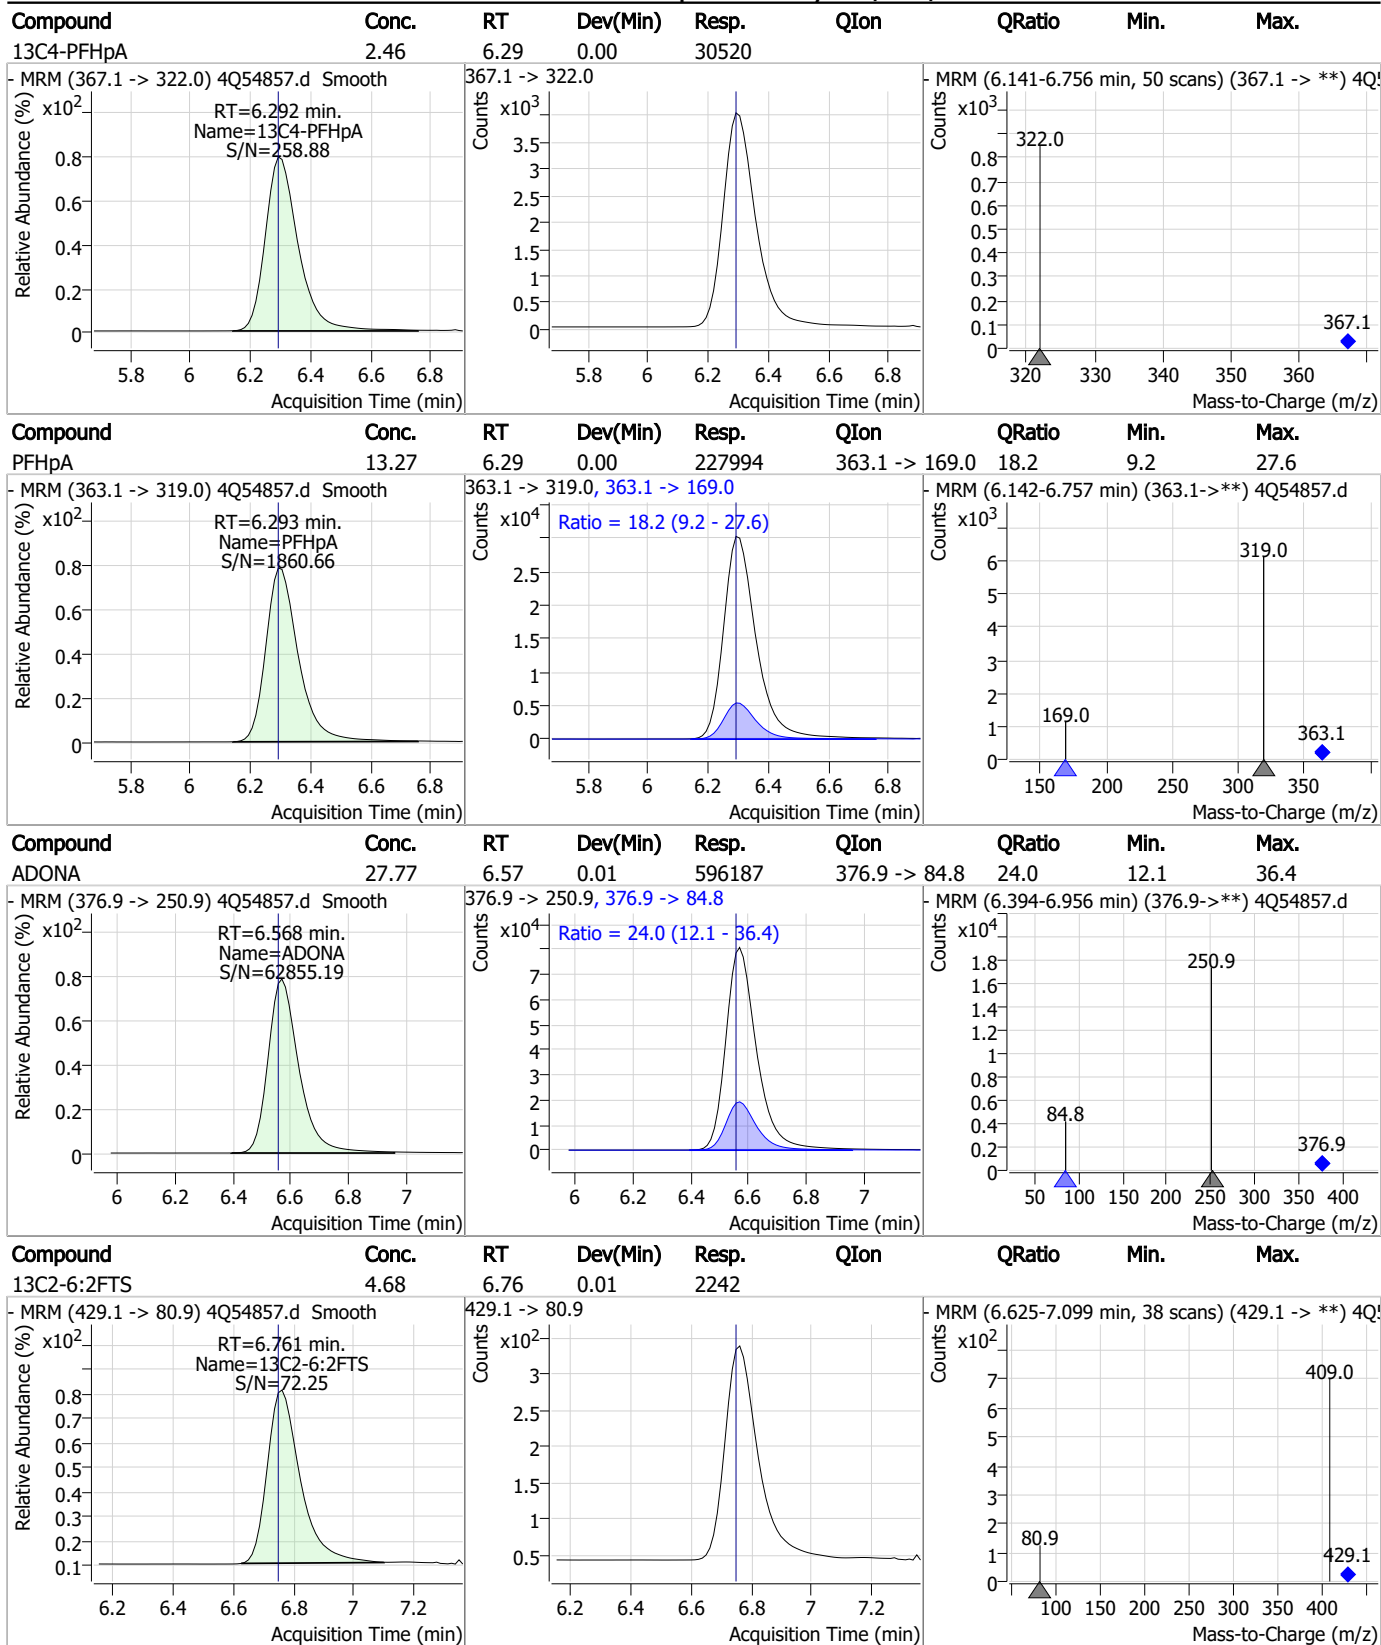 Compound Conc. RT Dev(Min) Resp. QIon QRatio Min. Max.
13C4-PFHpA 2.46 6.29 0.00 30520
- MRM (367.1 -> 322.0) 4Q54857.d Smooth
x10² RT=6.292 min.
Name=13C4-PFHpA
S/N=258.88
Relative Abundance (%)
0.8
0.6
0.4
0.2
0
5.8 6 6.2 6.4 6.6 6.8
Acquisition Time (min)
367.1 -> 322.0
Counts x10³
3.5
3
2.5
2
1.5
1
0.5
0
5.8 6 6.2 6.4 6.6 6.8
Acquisition Time (min)
- MRM (6.141-6.756 min, 50 scans) (367.1 -> **)
Counts x10³
322.0
0.8
0.7
0.6
0.5
0.4
0.3
0.2
0.1
0
367.1
320 330 340 350 360
Mass-to-Charge (m/z)
Compound Conc. RT Dev(Min) Resp. QIon QRatio Min. Max.
PFHpA 13.27 6.29 0.00 227994 363.1 -> 169.0 18.2 9.2 27.6
- MRM (363.1 -> 319.0) 4Q54857.d Smooth
x10² RT=6.293 min.
Name=PFHpA
S/N=1860.66
Relative Abundance (%)
0.8
0.6
0.4
0.2
0
5.8 6 6.2 6.4 6.6 6.8
Acquisition Time (min)
363.1 -> 319.0, 363.1 -> 169.0
Counts x10⁴ Ratio = 18.2 (9.2 - 27.6)
2.5
2
1.5
1
0.5
0
5.8 6 6.2 6.4 6.6 6.8
Acquisition Time (min)
- MRM (6.142-6.757 min) (363.1->**) 4Q54857.d
Counts x10³
319.0
6
5
4
3
2
1
0
169.0
363.1
150 200 250 300 350
Mass-to-Charge (m/z)
Compound Conc. RT Dev(Min) Resp. QIon QRatio Min. Max.
ADONA 27.77 6.57 0.01 596187 376.9 -> 84.8 24.0 12.1 36.4
- MRM (376.9 -> 250.9) 4Q54857.d Smooth
x10² RT=6.568 min.
Name=ADONA
S/N=62855.19
Relative Abundance (%)
0.8
0.6
0.4
0.2
0
6 6.2 6.4 6.6 6.8 7
Acquisition Time (min)
376.9 -> 250.9, 376.9 -> 84.8
Counts x10⁴ Ratio = 24.0 (12.1 - 36.4)
7
6
5
4
3
2
1
0
6 6.2 6.4 6.6 6.8 7
Acquisition Time (min)
- MRM (6.394-6.956 min) (376.9->**) 4Q54857.d
Counts x10⁴
250.9
1.8
1.6
1.4
1.2
1
0.8
0.6
0.4
0.2
0
84.8
376.9
50 100 150 200 250 300 350 400
Mass-to-Charge (m/z)
Compound Conc. RT Dev(Min) Resp. QIon QRatio Min. Max.
13C2-6:2FTS 4.68 6.76 0.01 2242
- MRM (429.1 -> 80.9) 4Q54857.d Smooth
x10² RT=6.761 min.
Name=13C2-6:2FTS
S/N=72.25
Relative Abundance (%)
0.8
0.7
0.6
0.5
0.4
0.3
0.2
0.1
6.2 6.4 6.6 6.8 7 7.2
Acquisition Time (min)
429.1 -> 80.9
Counts x10²
3
2.5
2
1.5
1
0.5
6.2 6.4 6.6 6.8 7 7.2
Acquisition Time (min)
- MRM (6.625-7.099 min, 38 scans) (429.1 -> **)
Counts x10²
409.0
7
6
5
4
3
2
1
0
80.9
429.1
100 150 200 250 300 350 400
Mass-to-Charge (m/z)